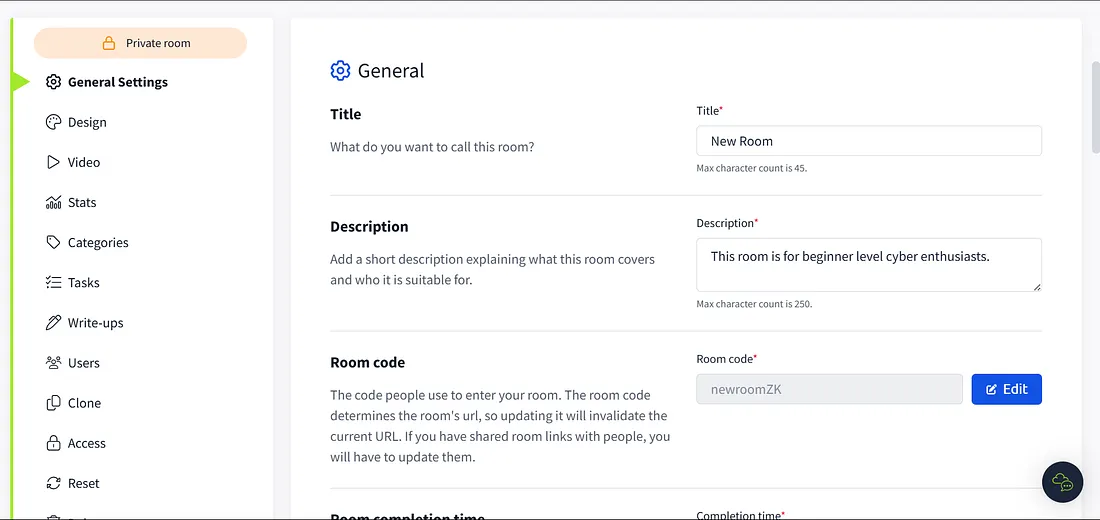 Private room
General Settings
Design
Video
Stats
Categories
Tasks
Write-ups
Users
Clone
Access
Reset
General
Title
What do you want to call this room?
Title*
New Room
Max character count is 45.
Description
Add a short description explaining what this room covers
and who it is suitable for.
Description*
This room is for beginner level cyber enthusiasts.
Max character count is 250.
Room code
The code people use to enter your room. The room code
determines the room's url, so updating it will invalidate the
current URL. If you have shared room links with people, you
will have to update them.
Room code*
newroomZK
Edit
Room completion time
Completion time*